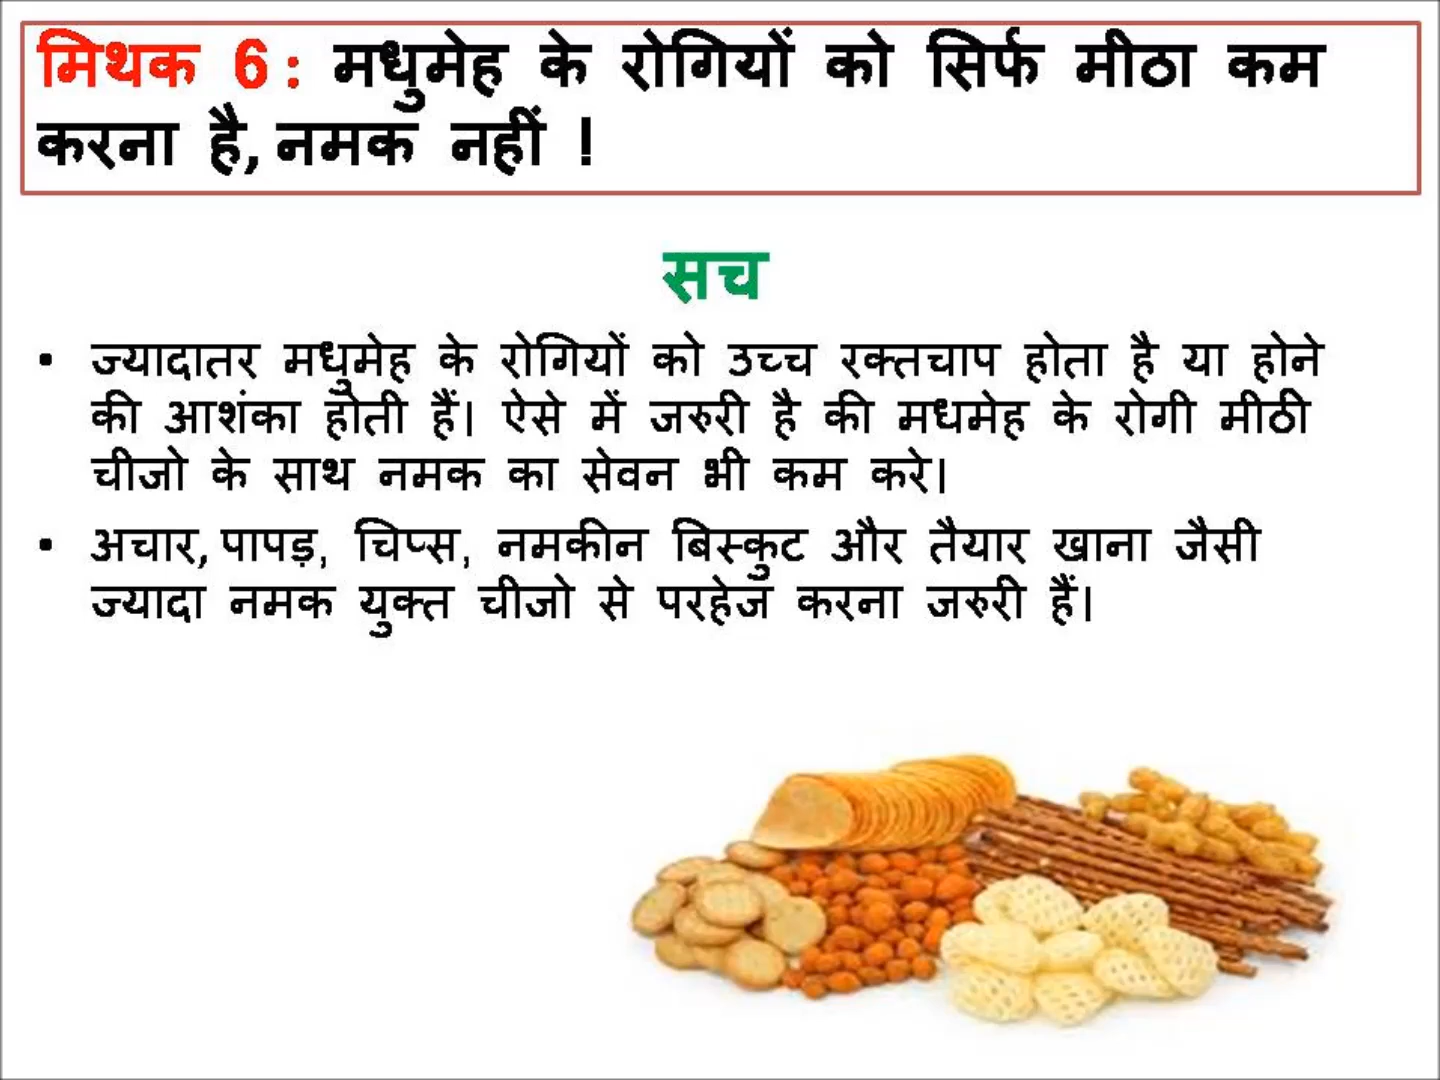 मिथक 6 : मधुमेह के रोगियों को सिर्फ मीठा कम
करना है, नमक नहीं !
सच
• ज्यादातर मधुमेह के रोगियों को उच्च रक्तचाप होता है या होने
की आशंका होती हैं। ऐसे में जरुरी है की मधमेह के रोगी मीठी
चीजो के साथ नमक का सेवन भी कम करे।
• अचार, पापड़, चिप्स, नमकीन बिस्कुट और तैयार खाना जैसी
ज्यादा नमक युक्त चीजो से परहेज करना जरुरी हैं।